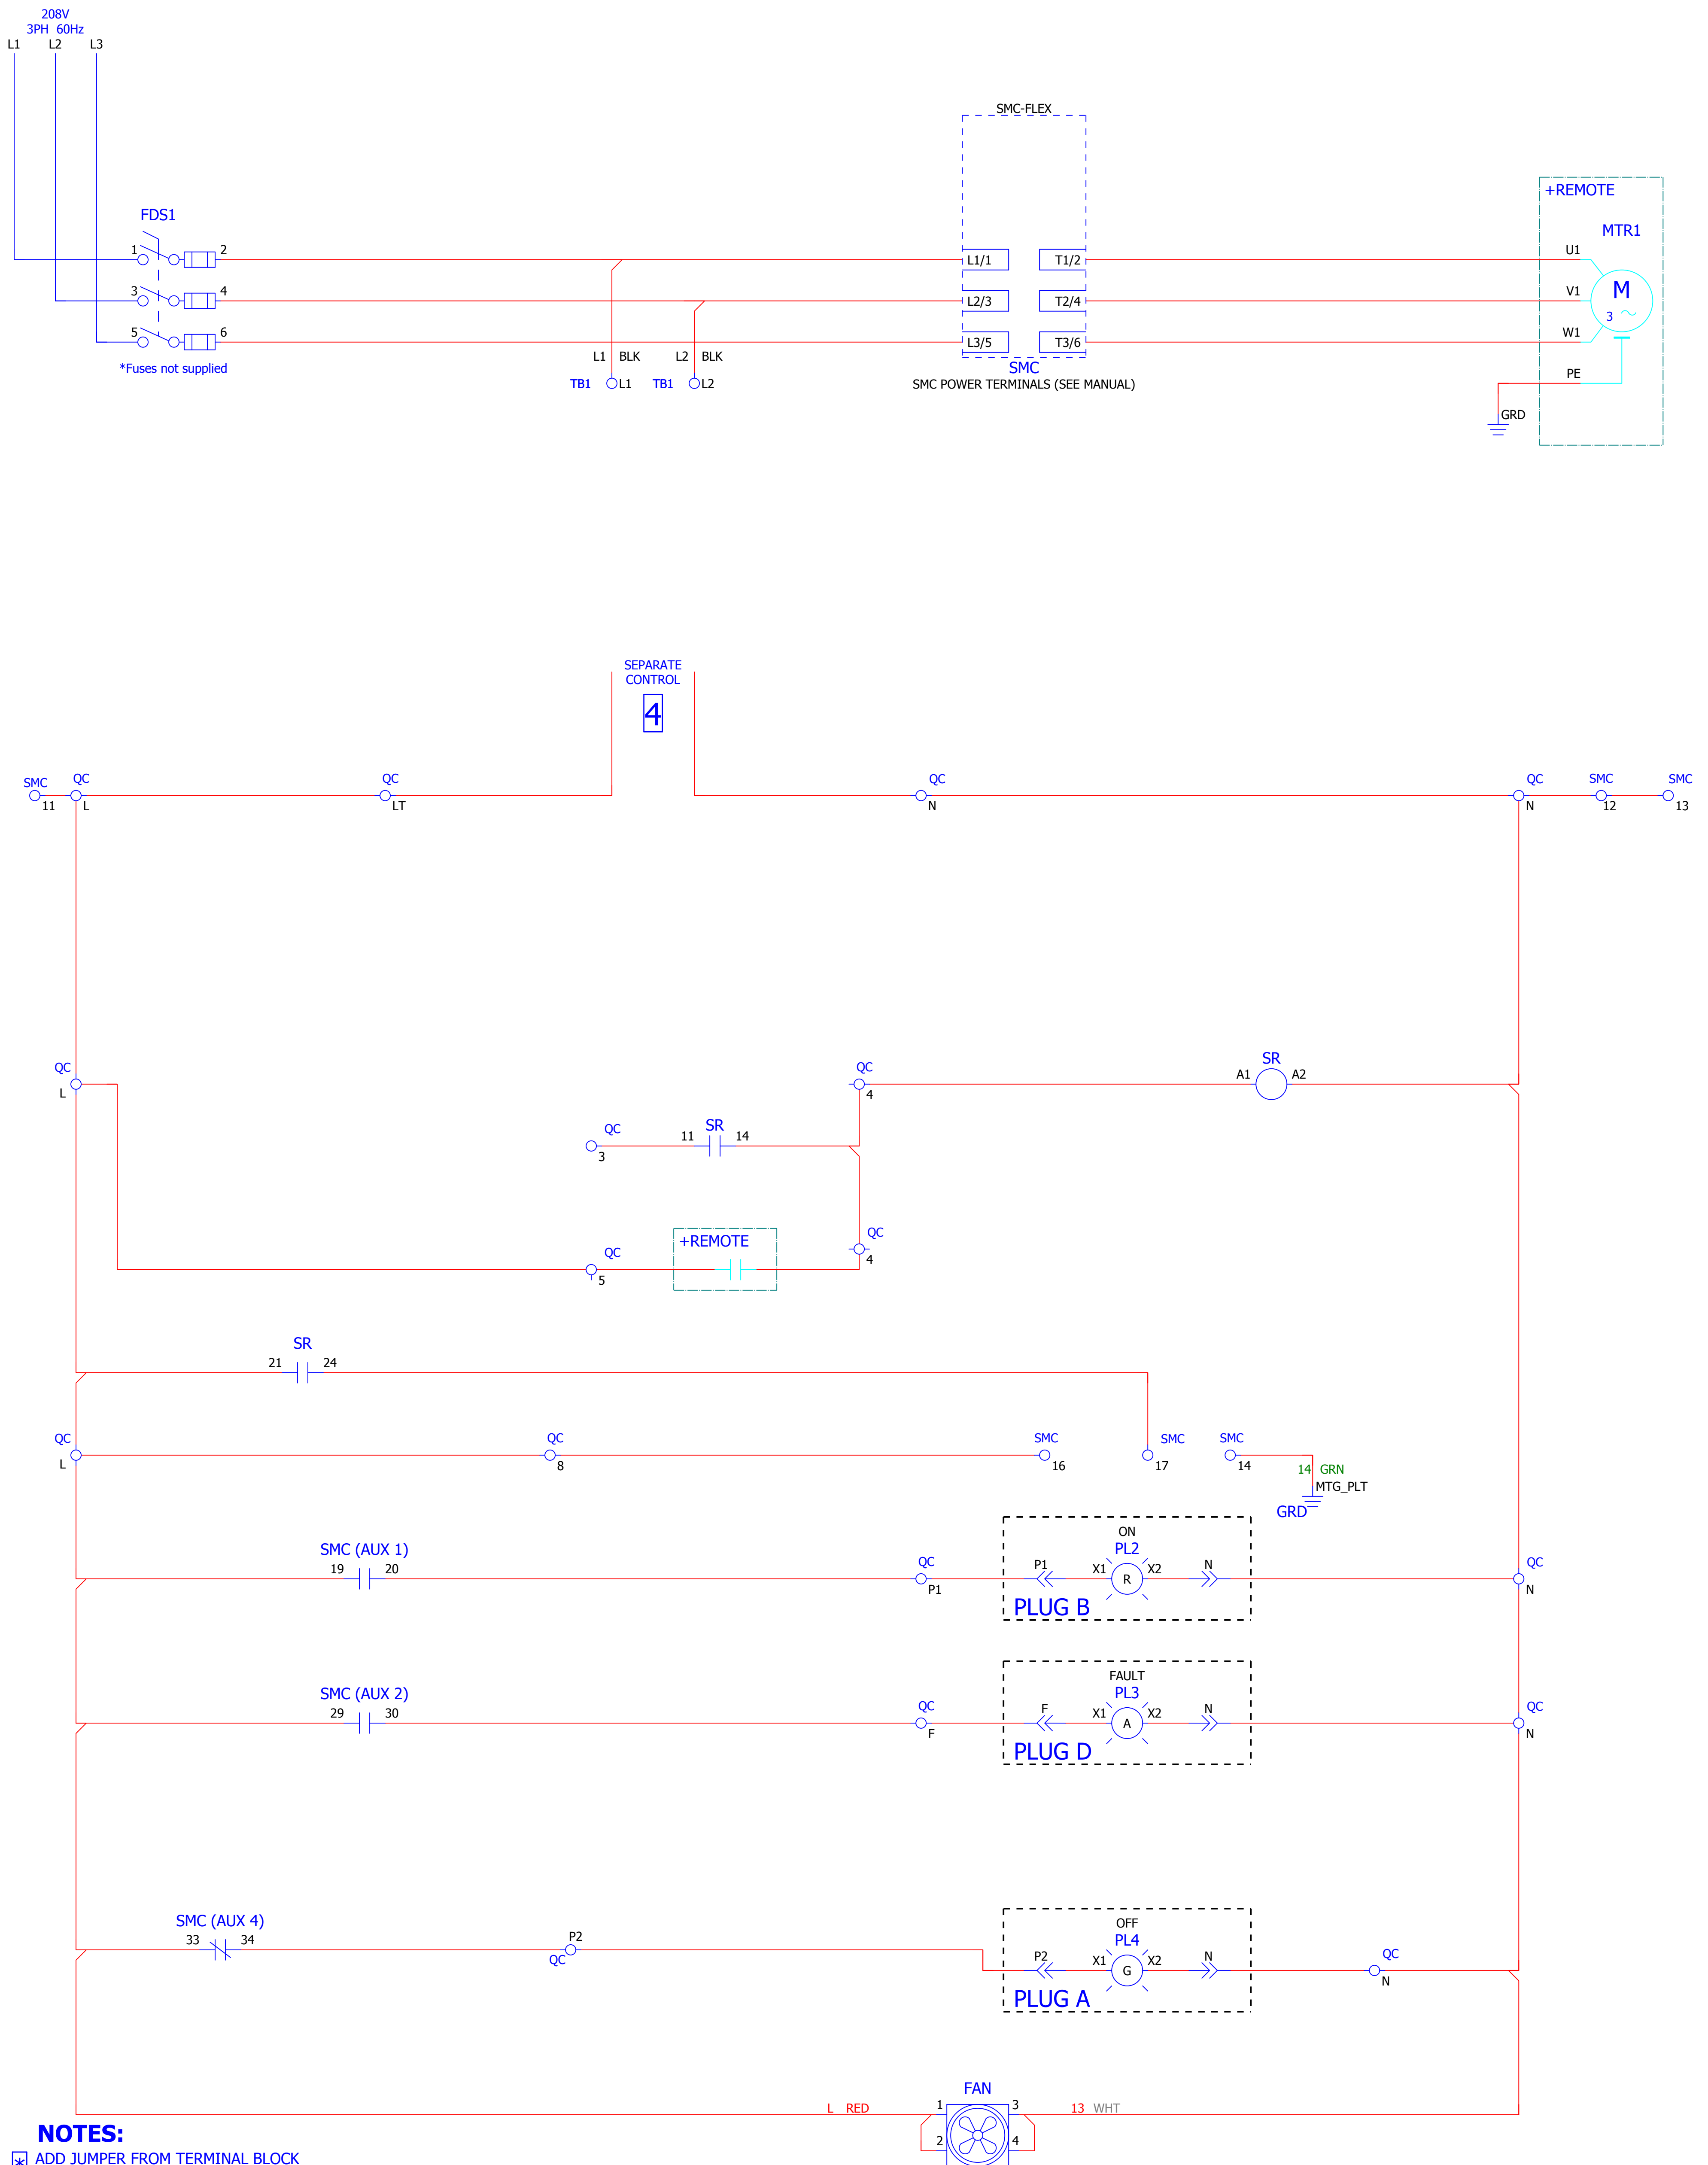 208V
3PH 60Hz
L1 L2 L3
SMC-FLEX
+REMOTE
MTR1
FDS1
1 2
3 4
5 6
*Fuses not supplied
L1/1 T1/2
L2/3 T2/4
L3/5 T3/6
U1
V1
W1
PE
M
3
GRD
L1 BLK L2 BLK
TB1 L1 TB1 L2
SMC
SMC POWER TERMINALS (SEE MANUAL)
SEPARATE
CONTROL
4
SMC QC QC QC QC SMC SMC
11 L LT N N 12 13
QC QC SR
L 4 A1 A2
QC SR
3 11 14
QC +REMOTE QC
5 4
SR
21 24
QC QC SMC SMC SMC
L 8 16 17 14
14 GRN
MTG_PLT
GRD
ON
SMC (AUX 1) PL2
19 20 QC P1 X1 R X2 N QC
P1 N
PLUG B
FAULT
SMC (AUX 2) PL3
29 30 QC F X1 A X2 N QC
F N
PLUG D
OFF
SMC (AUX 4) PL4
33 34 P2 P2 X1 G X2 N QC
QC N
PLUG A
FAN
L RED 1 3 13 WHT
2 4
NOTES:
* ADD JUMPER FROM TERMINAL BLOCK